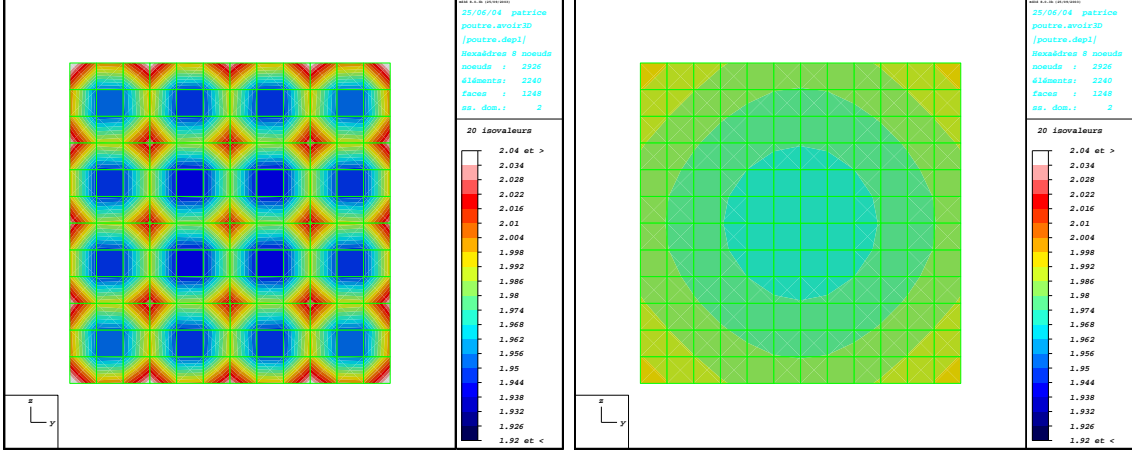 25/06/04 patrice
poutre.avoir3D
|poutre.depl|
Hexaèdres 8 noeuds
noeuds : 2928
éléments: 2240
faces : 1248
ss. dom.: 2
20 isovaleurs
2.04 et >
2.034
2.028
2.022
2.016
2.01
2.004
1.998
1.992
1.986
1.98
1.974
1.968
1.962
1.956
1.95
1.944
1.938
1.932
1.926
1.92 et <
z
y
25/06/04 patrice
poutre.avoir3D
|poutre.depl|
Hexaèdres 8 noeuds
noeuds : 2928
éléments: 2240
faces : 1248
ss. dom.: 2
20 isovaleurs
2.04 et >
2.034
2.028
2.022
2.016
2.01
2.004
1.998
1.992
1.986
1.98
1.974
1.968
1.962
1.956
1.95
1.944
1.938
1.932
1.926
1.92 et <
z
y